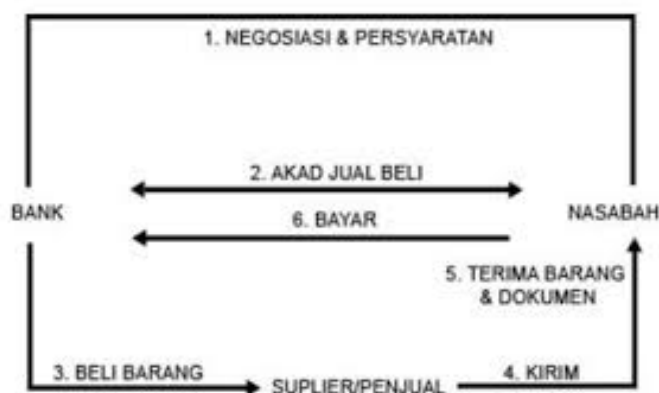 1. NEGOSIASI & PERSYARATAN
2. AKAD JUAL BELI
BANK
NASABAH
6. BAYAR
5. TERIMA BARANG
& DOKUMEN
3. BELI BARANG
SUPLIER/PENJUAL
4. KIRIM